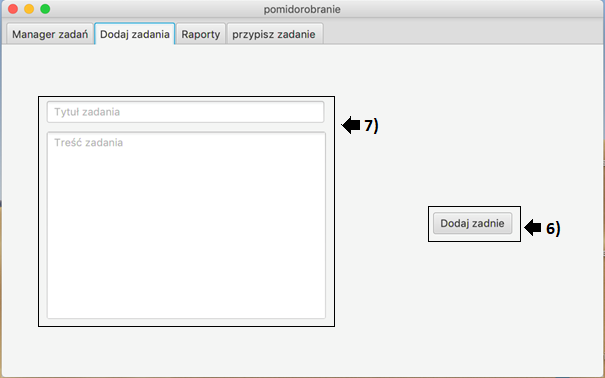 pomidorobranie
Manager zadań Dodaj zadania Raporty przypisz zadanie
Tytuł zadania
7)
Treść zadania
Dodaj zadnie
6)